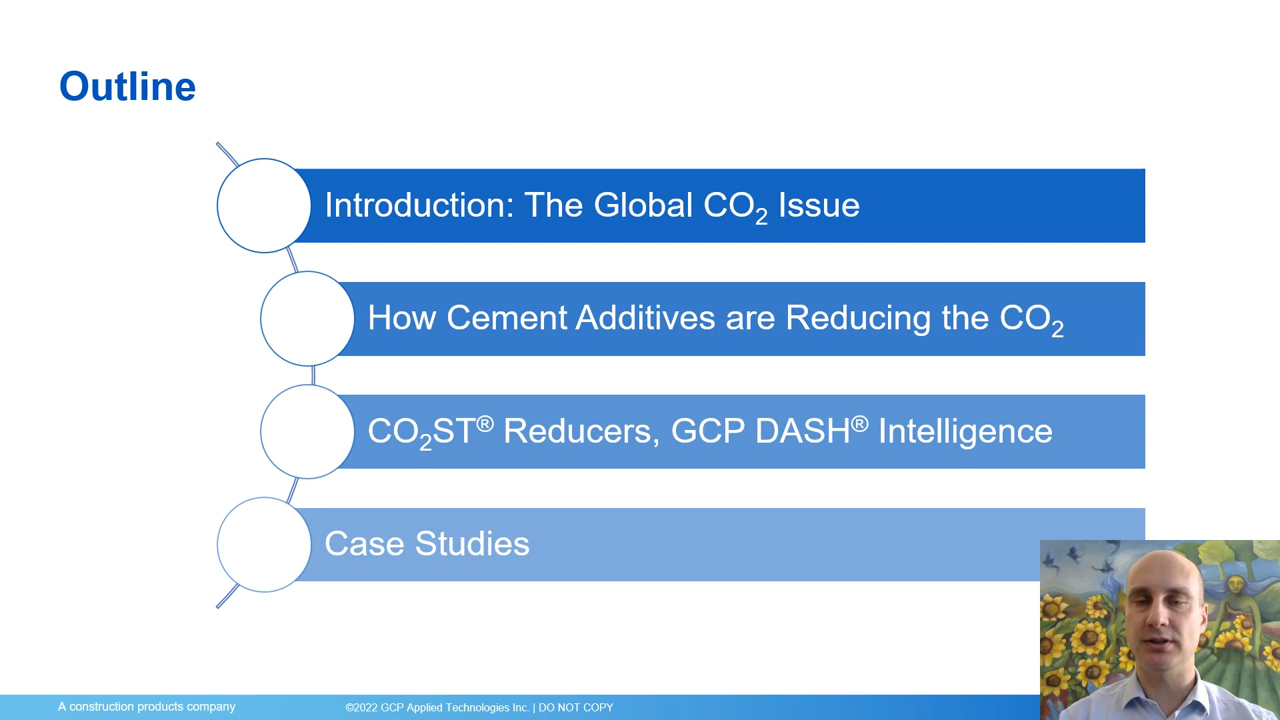 Outline
Introduction: The Global CO₂ Issue
How Cement Additives are Reducing the CO₂
CO₂ST® Reducers, GCP DASH® Intelligence
Case Studies
A construction products company
©2022 GCP Applied Technologies Inc. | DO NOT COPY